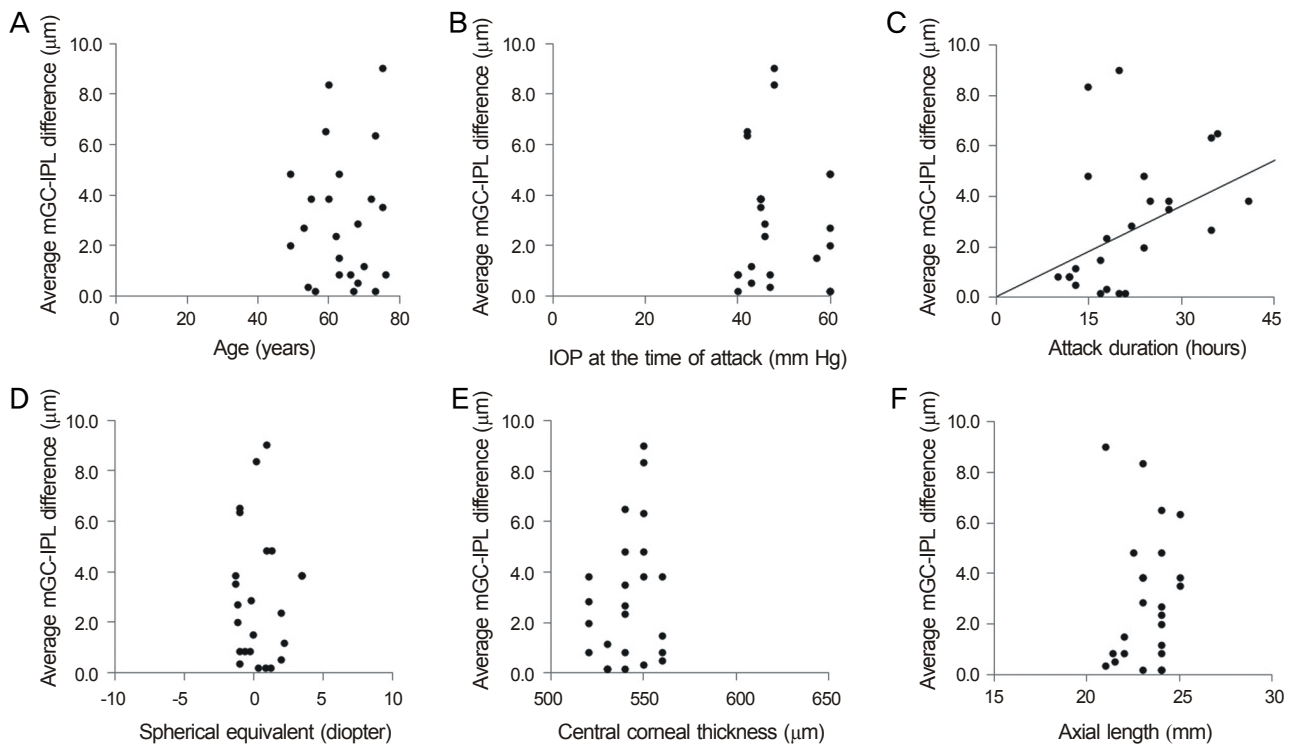 A
Average mGC-IPL difference (μm)
10.0
8.0
6.0
4.0
2.0
0.0
0 20 40 60 80
Age (years)
B
Average mGC-IPL difference (μm)
10.0
8.0
6.0
4.0
2.0
0.0
0 20 40 60
IOP at the time of attack (mm Hg)
C
Average mGC-IPL difference (μm)
10.0
8.0
6.0
4.0
2.0
0.0
0 15 30 45
Attack duration (hours)
D
Average mGC-IPL difference (μm)
10.0
8.0
6.0
4.0
2.0
0.0
-10 -5 0 5 10
Spherical equivalent (diopter)
E
Average mGC-IPL difference (μm)
10.0
8.0
6.0
4.0
2.0
0.0
500 550 600 650
Central corneal thickness (μm)
F
Average mGC-IPL difference (μm)
10.0
8.0
6.0
4.0
2.0
0.0
15 20 25 30
Axial length (mm)